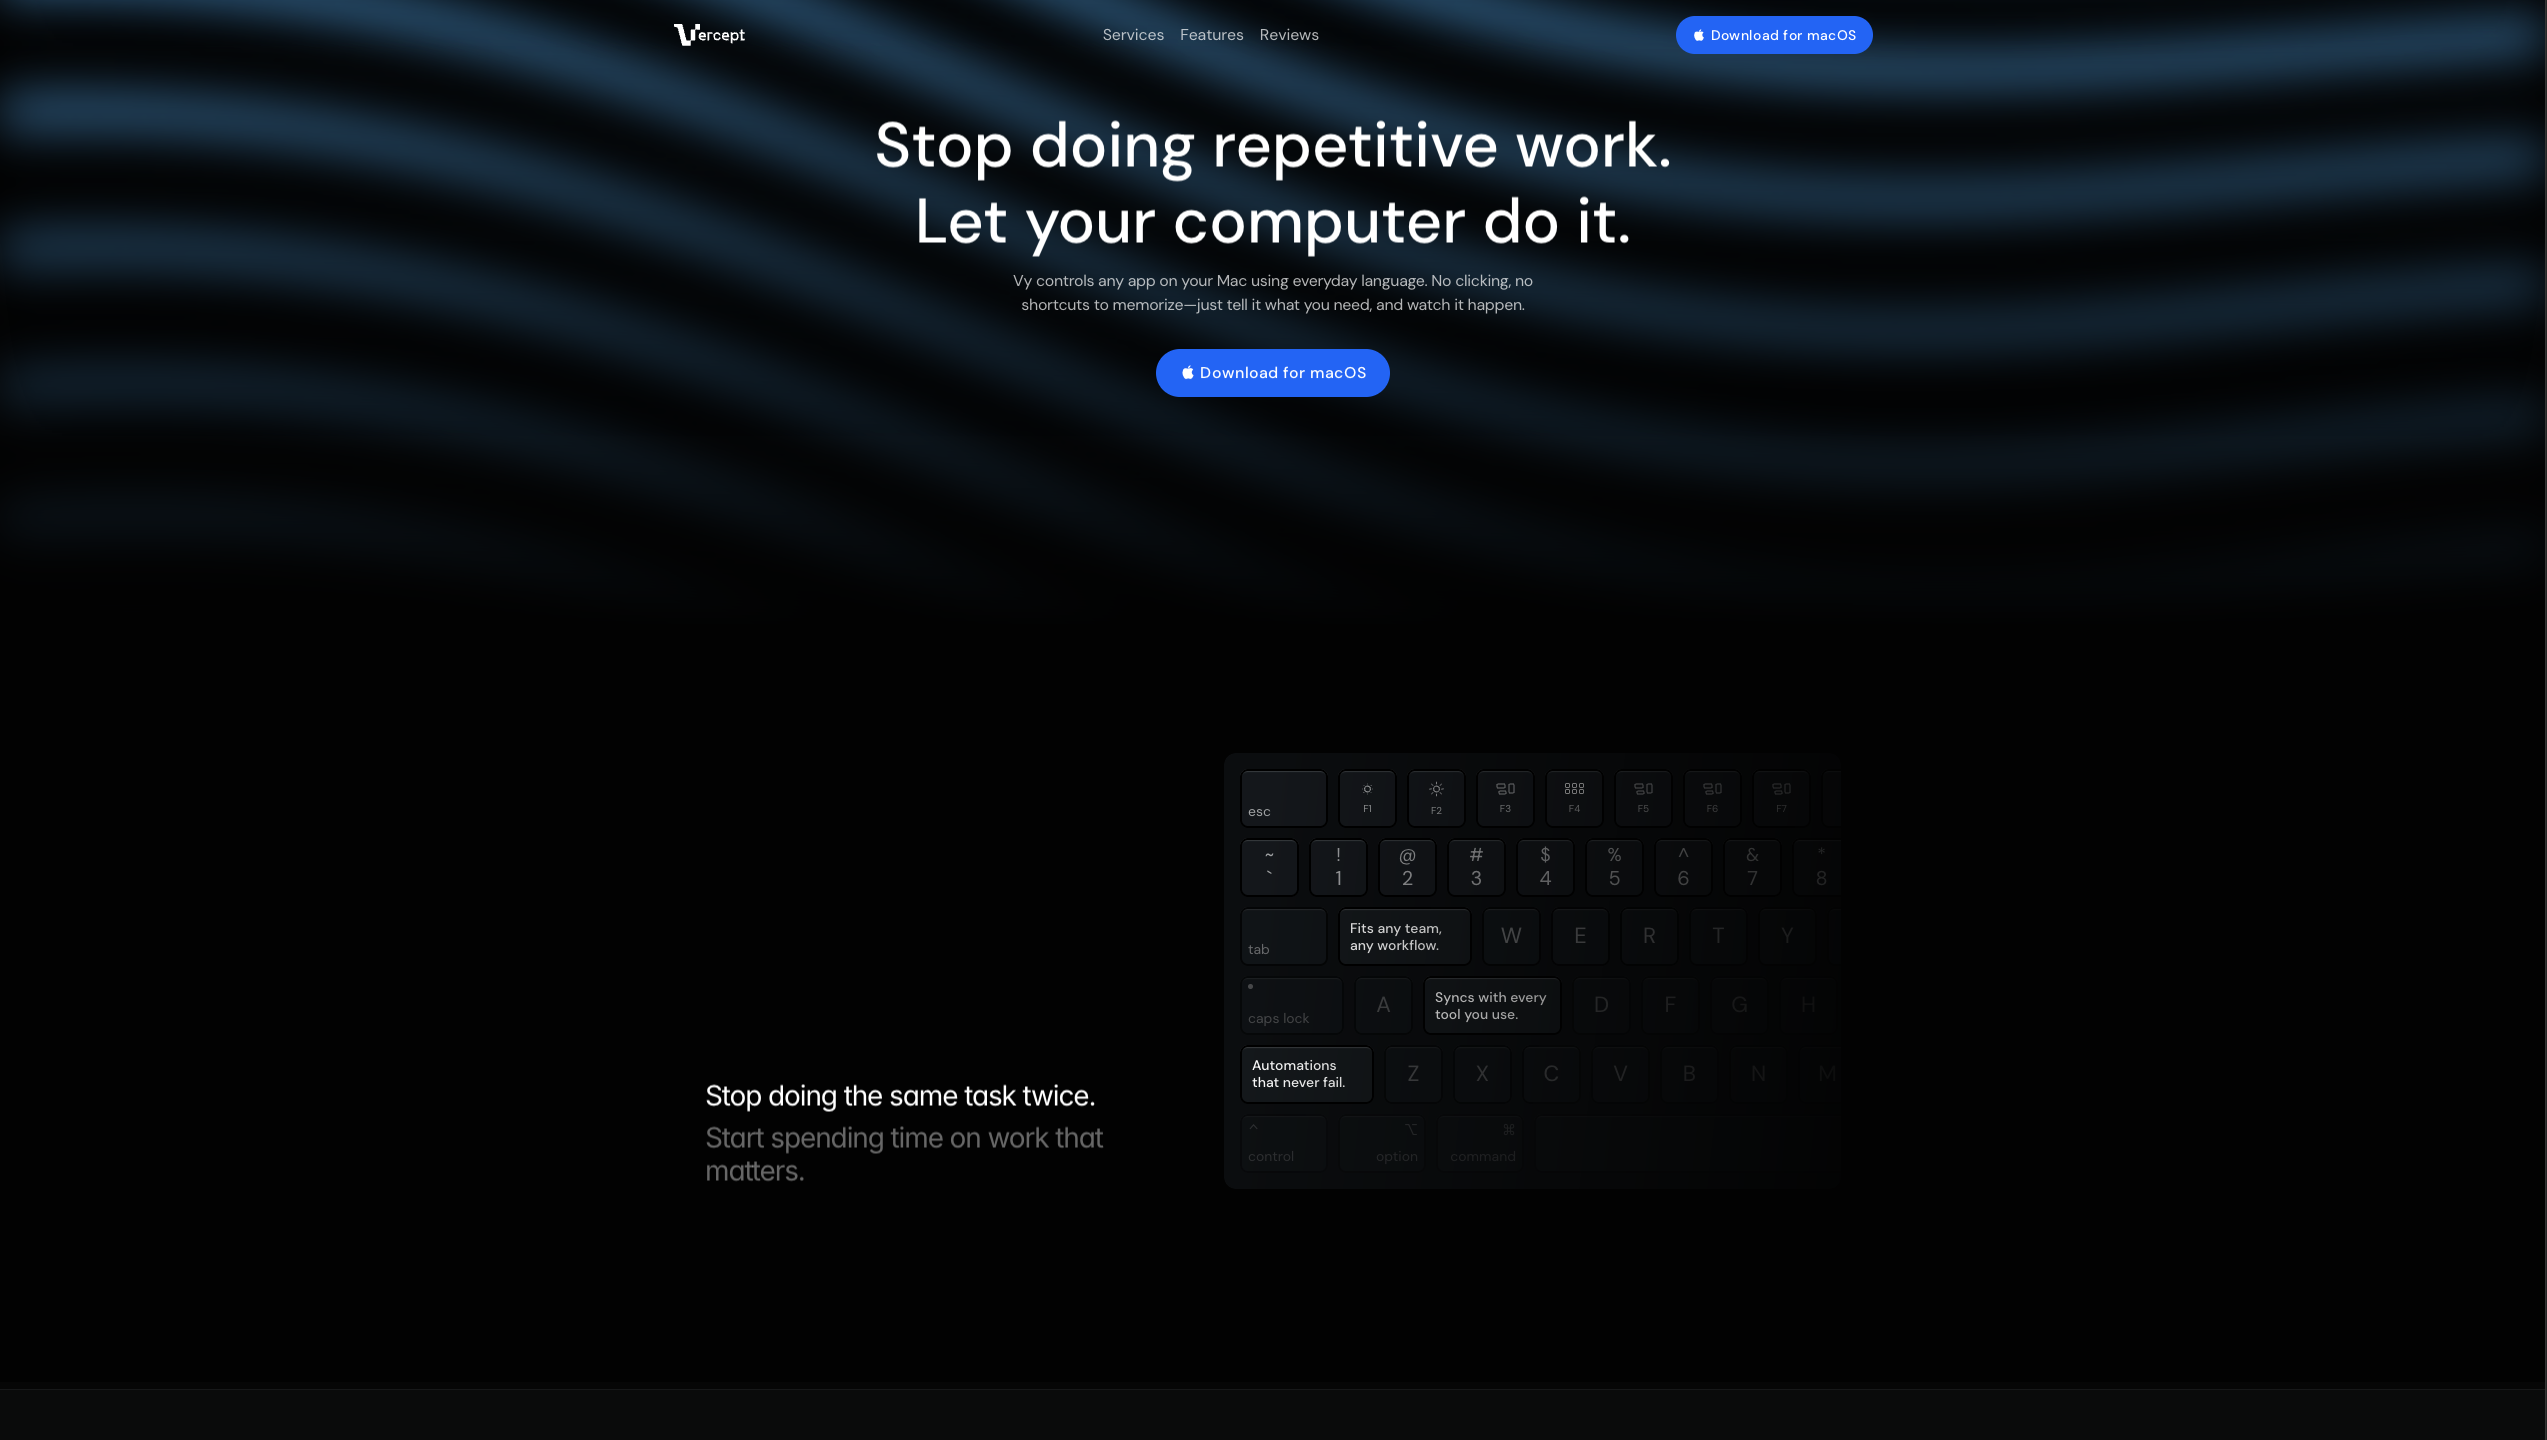 Vercept
Services Features Reviews
Download for macOS
Stop doing repetitive work.
Let your computer do it.
Vy controls any app on your Mac using everyday language. No clicking, no
shortcuts to memorize—just tell it what you need, and watch it happen.
Download for macOS
Stop doing the same task twice.
Start spending time on work that
matters.
esc
F1 F2 F3 F4 F5 F6 F7
~ ! @ # $ % ^ & *
` 1 2 3 4 5 6 7 8
tab
Fits any team,
any workflow.
W E R T Y
caps lock
A
Syncs with every
tool you use.
D F G H
Automations
that never fail.
Z X C V B N M
^ ⌥ ⌘
control option command